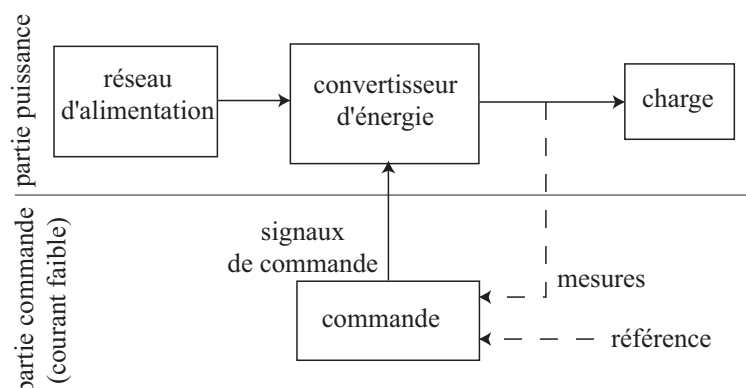 partie puissance
réseau
d'alimentation
convertisseur
d'énergie
charge
partie commande
(courant faible)
signaux
de commande
mesures
commande
référence